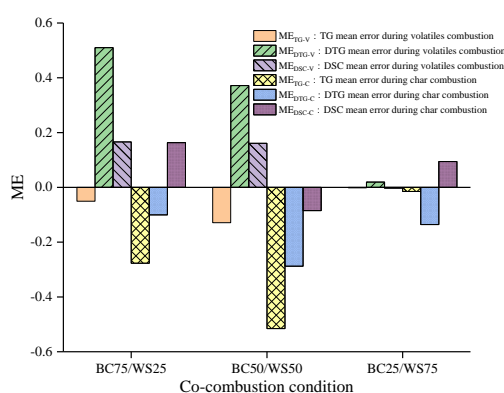 ME_TG-V : TG mean error during volatiles combustion
ME_DTG-V : DTG mean error during volatiles combustion
ME_DSC-V : DSC mean error during volatiles combustion
ME_TG-C : TG mean error during char combustion
ME_DTG-C : DTG mean error during char combustion
ME_DSC-C : DSC mean error during char combustion
0.6
0.4
0.2
0.0
-0.2
-0.4
-0.6
ME
BC75/WS25 BC50/WS50 BC25/WS75
Co-combustion condition